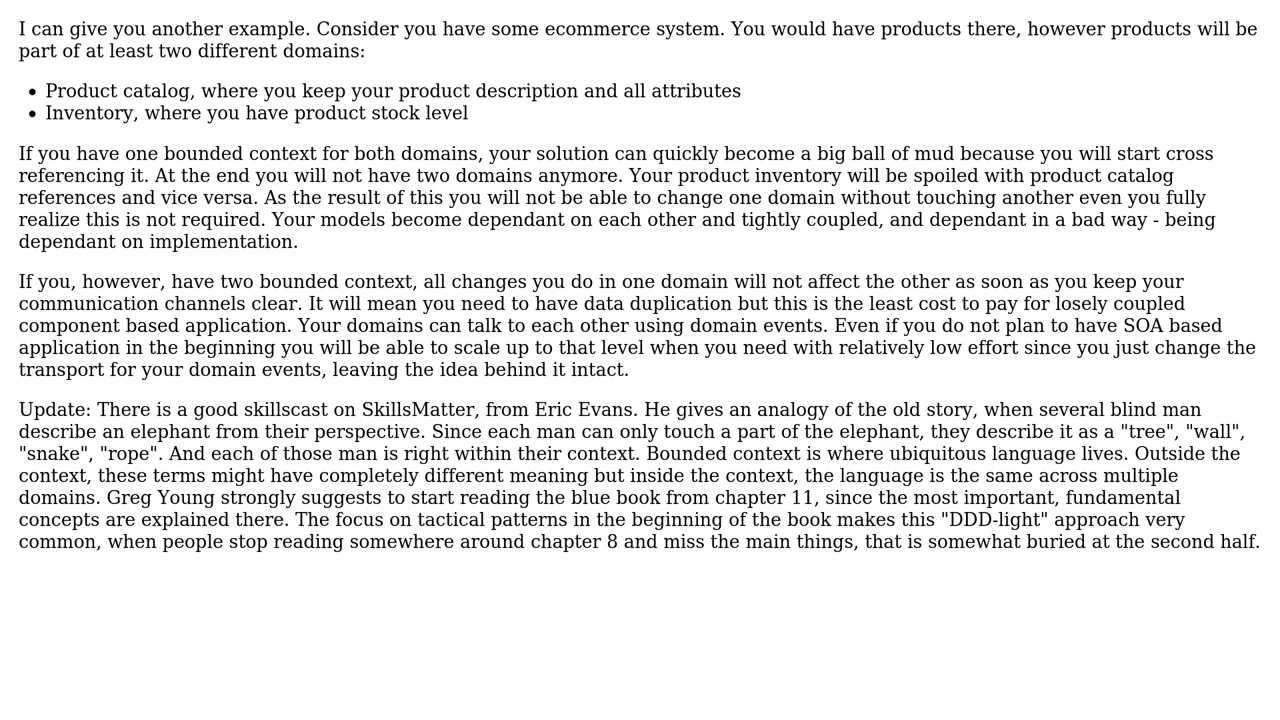 I can give you another example. Consider you have some ecommerce system. You would have products there, however products will be
part of at least two different domains:
• Product catalog, where you keep your product description and all attributes
• Inventory, where you have product stock level
If you have one bounded context for both domains, your solution can quickly become a big ball of mud because you will start cross
referencing it. At the end you will not have two domains anymore. Your product inventory will be spoiled with product catalog
references and vice versa. As the result of this you will not be able to change one domain without touching another even you fully
realize this is not required. Your models become dependant on each other and tightly coupled, and dependant in a bad way - being
dependant on implementation.
If you, however, have two bounded context, all changes you do in one domain will not affect the other as soon as you keep your
communication channels clear. It will mean you need to have data duplication but this is the least cost to pay for losely coupled
component based application. Your domains can talk to each other using domain events. Even if you do not plan to have SOA based
application in the beginning you will be able to scale up to that level when you need with relatively low effort since you just change the
transport for your domain events, leaving the idea behind it intact.
Update: There is a good skillscast on SkillsMatter, from Eric Evans. He gives an analogy of the old story, when several blind man
describe an elephant from their perspective. Since each man can only touch a part of the elephant, they describe it as a "tree", "wall",
"snake", "rope". And each of those man is right within their context. Bounded context is where ubiquitous language lives. Outside the
context, these terms might have completely different meaning but inside the context, the language is the same across multiple
domains. Greg Young strongly suggests to start reading the blue book from chapter 11, since the most important, fundamental
concepts are explained there. The focus on tactical patterns in the beginning of the book makes this "DDD-light" approach very
common, when people stop reading somewhere around chapter 8 and miss the main things, that is somewhat buried at the second half.